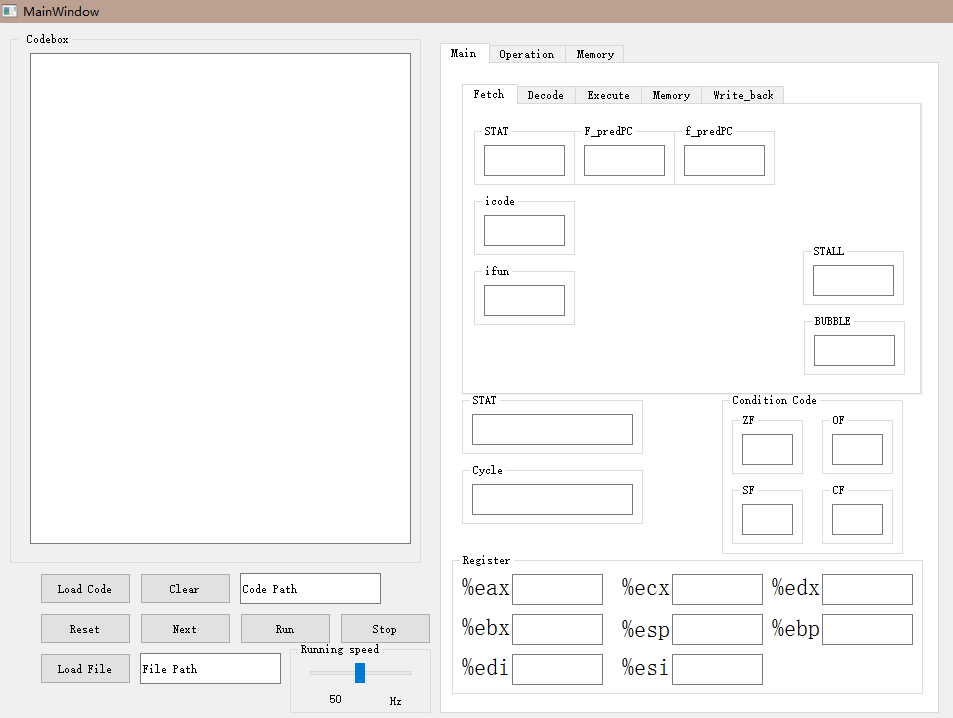 MainWindow
Codebox
Main Operation Memory
Fetch Decode Execute Memory Write_back
STAT F_predPC f_predPC
icode
ifun
STALL
BUBBLE
STAT
Cycle
Condition Code
ZF OF
SF CF
Register
%eax %ecx %edx
%ebx %esp %ebp
%edi %esi
Load Code Clear Code Path
Reset Next Run Stop
Load File File Path
Running speed
50 Hz